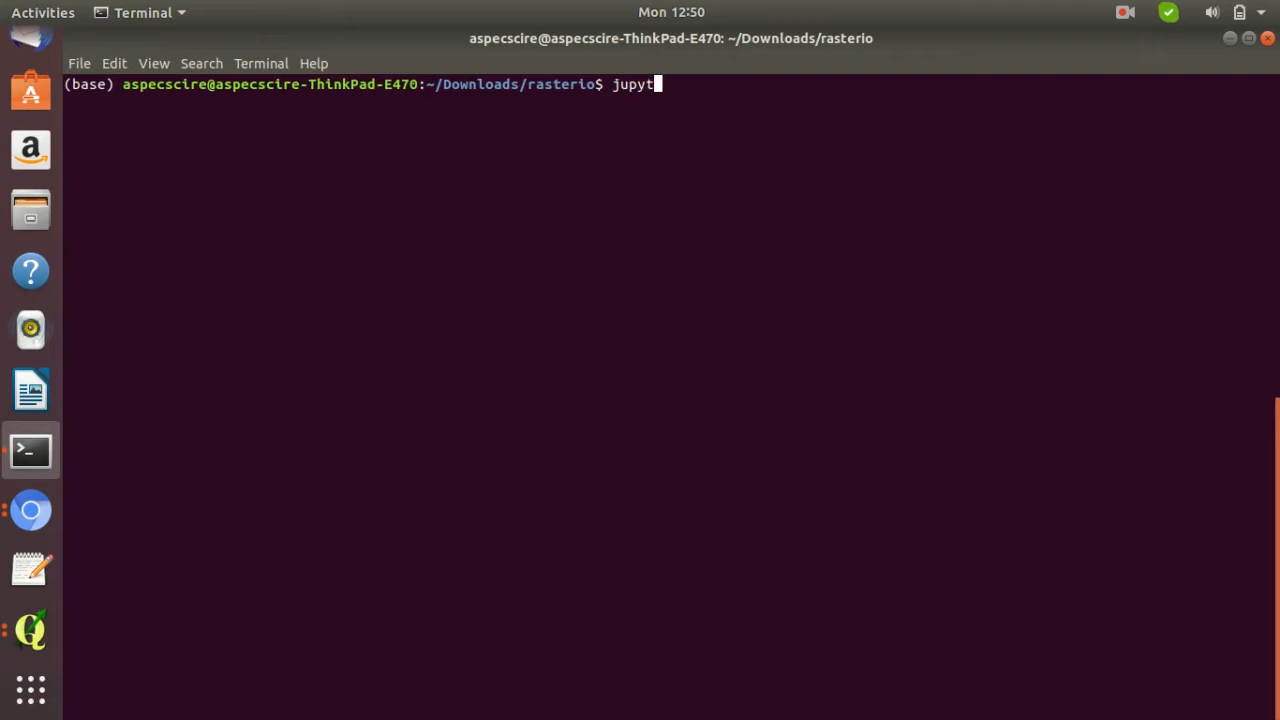 Activities Terminal Mon 12:50
aspecscire@aspecscire-ThinkPad-E470: ~/Downloads/rasterio
File Edit View Search Terminal Help
(base) aspecscire@aspecscire-ThinkPad-E470:~/Downloads/rasterio$ jupyt